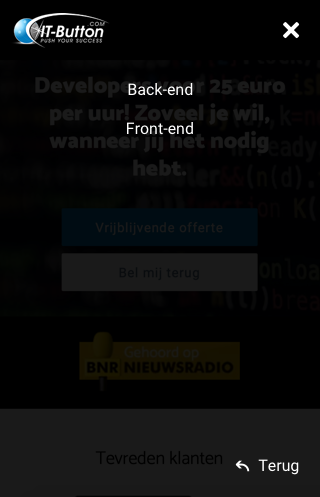 IT-Button
.COM
PUSH YOUR SUCCESS
Developers voor 25 euro
per uur! Zoveel je wil,
wanneer jij het nodig
hebt.
Back-end
Front-end
Vrijblijvende offerte
Bel mij terug
Gehoord op
BNR NIEUWSRADIO
Tevreden klanten
Terug